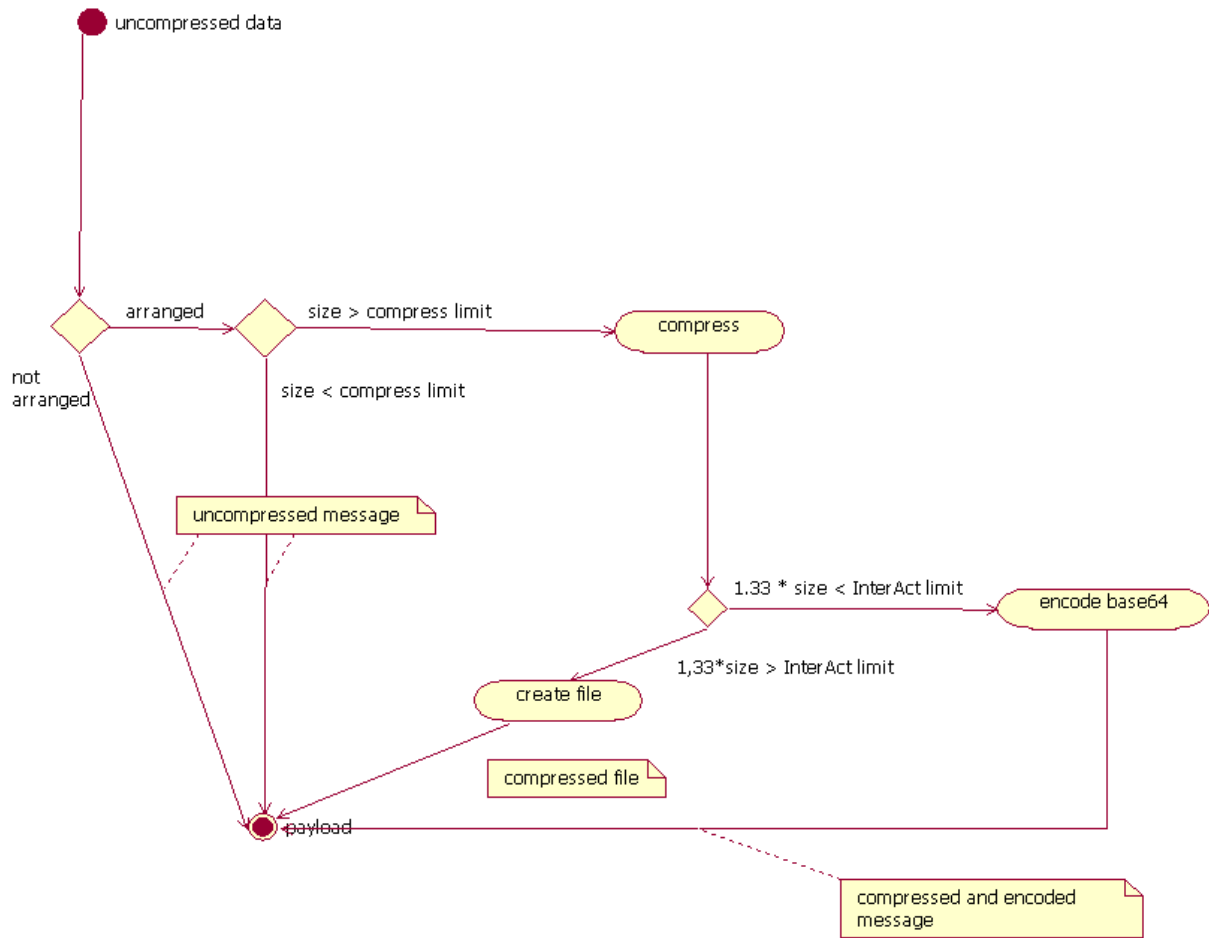 uncompressed data
arranged
size > compress limit
compress
not
arranged
size < compress limit
uncompressed message
1.33 * size < InterAct limit
encode base64
1,33*size > InterAct limit
create file
compressed file
payload
compressed and encoded
message